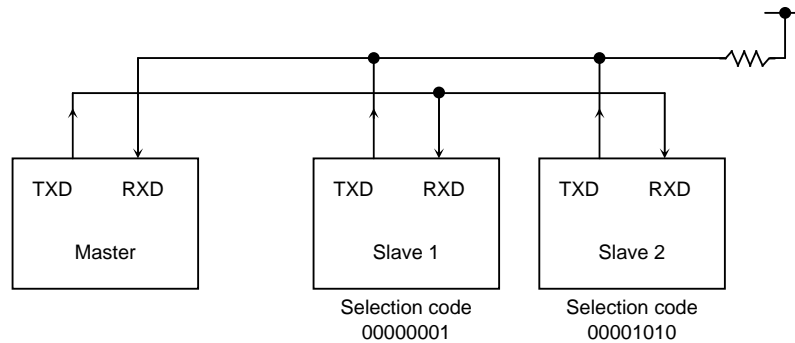 TXD RXD TXD RXD TXD RXD
Master Slave 1 Slave 2
Selection code Selection code
00000001 00001010